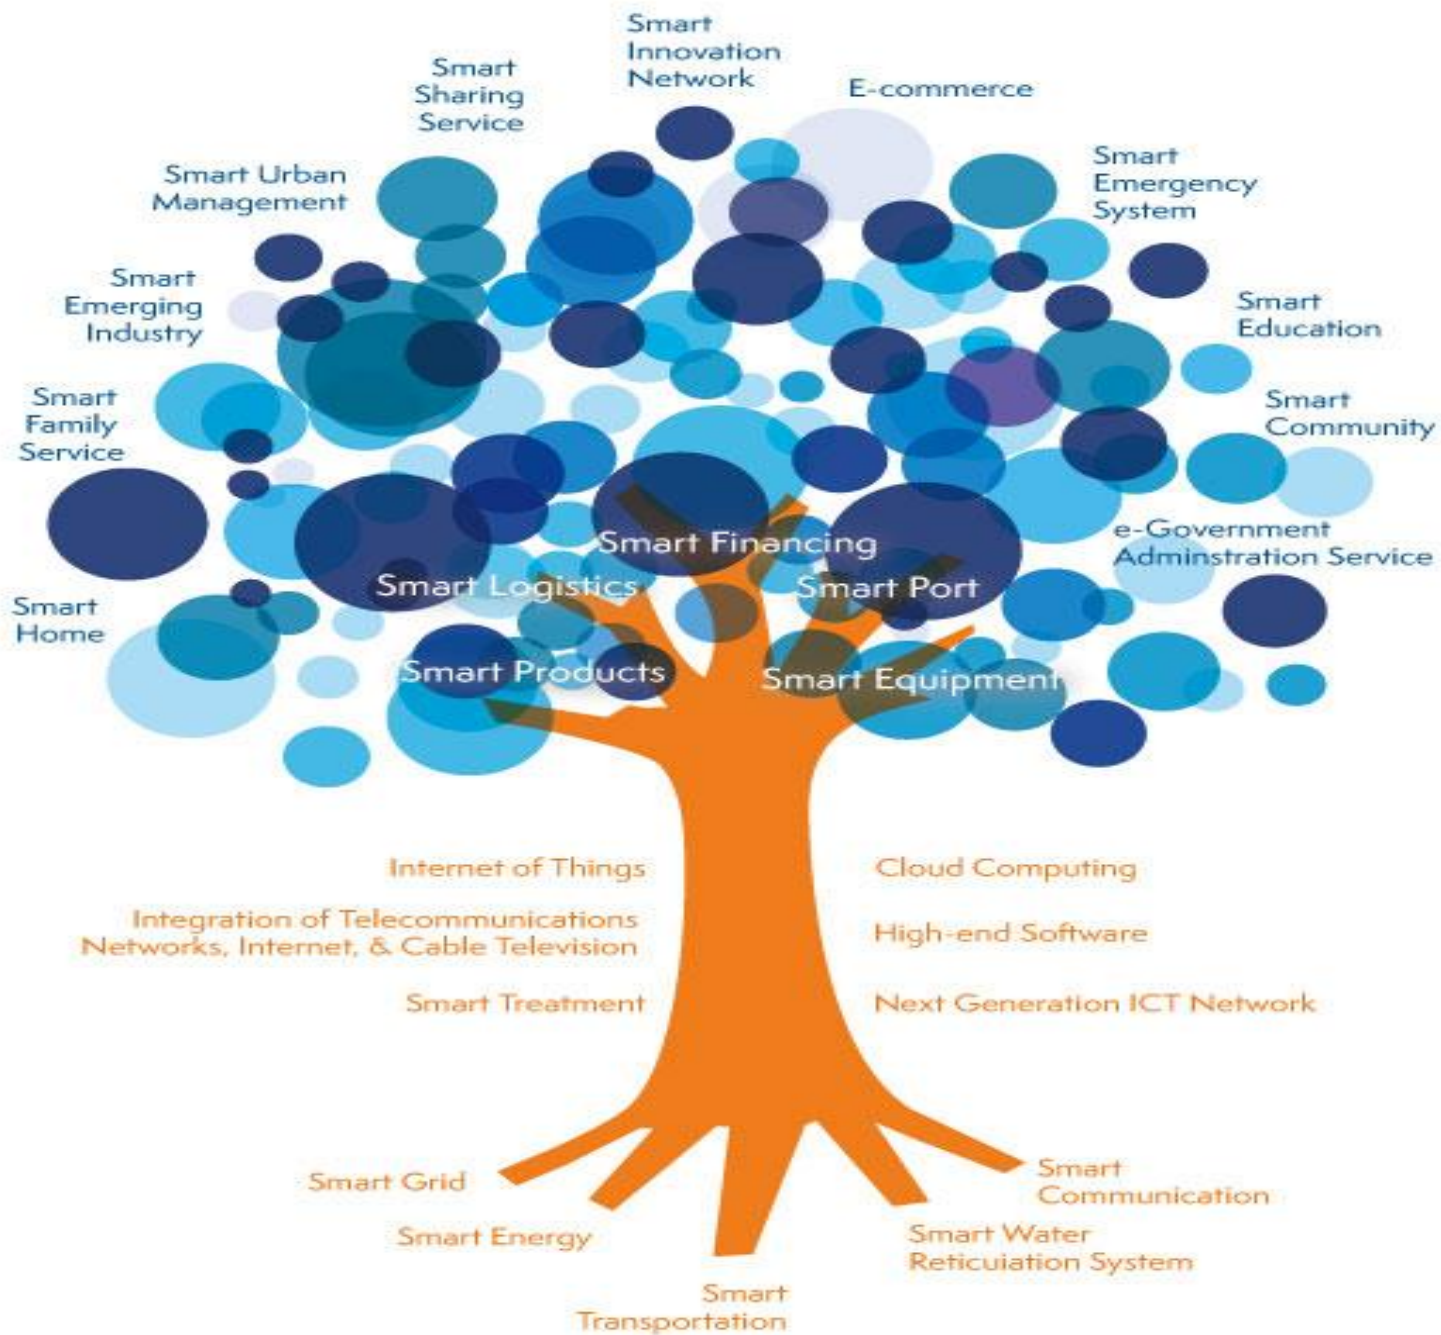 Smart
Innovation
Network
Smart
Sharing
Service
E-commerce
Smart Urban
Management
Smart
Emergency
System
Smart
Emerging
Industry
Smart
Education
Smart
Family
Service
Smart
Community
e-Government
Adminstration Service
Smart
Home
Smart Financing
Smart Logistics
Smart Port
Smart Products
Smart Equipment
Internet of Things
Cloud Computing
Integration of Telecommunications
Networks, Internet, & Cable Television
High-end Software
Smart Treatment
Next Generation ICT Network
Smart Grid
Smart
Communication
Smart Energy
Smart Water
Reticuiation System
Smart
Transportation